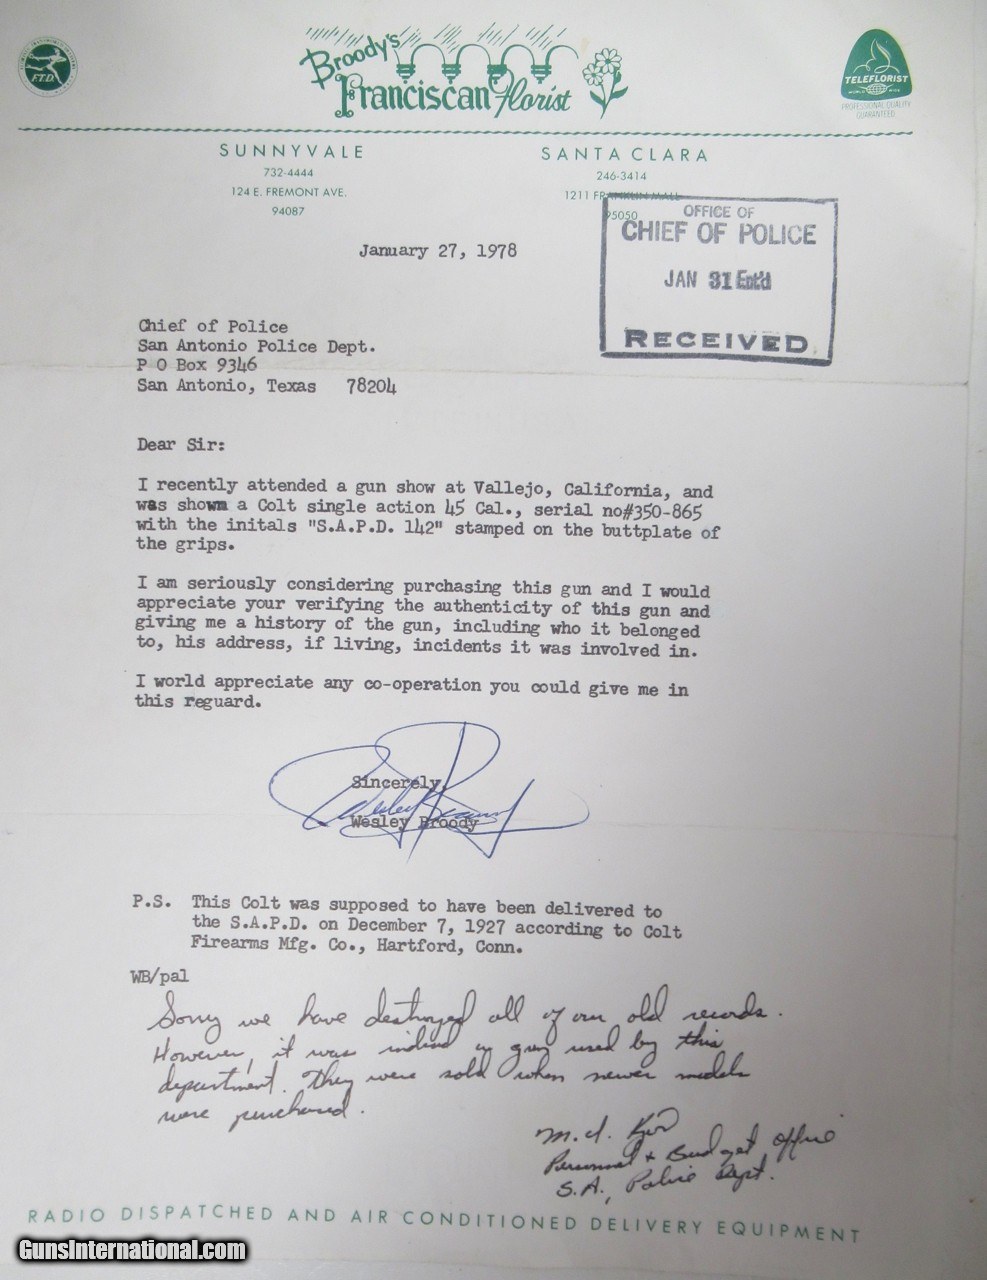 F.T.D.
Broody's
Franciscan Florist
TELEFLORIST
WORLD WIDE
PROFESSIONAL QUALITY
GUARANTEED
SUNNYVALE
732-4444
124 E. FREMONT AVE.
94087
SANTA CLARA
246-3414
1211 FRANKLIN MALL
95050
OFFICE OF
CHIEF OF POLICE
JAN 31 Ent'd
RECEIVED
January 27, 1978
Chief of Police
San Antonio Police Dept.
P O Box 9346
San Antonio, Texas 78204
Dear Sir:
I recently attended a gun show at Vallejo, California, and
was shown a Colt single action 45 Cal., serial no#350-865
with the initals "S.A.P.D. 142" stamped on the buttplate of
the grips.
I am seriously considering purchasing this gun and I would
appreciate your verifying the authenticity of this gun and
giving me a history of the gun, including who it belonged
to, his address, if living, incidents it was involved in.
I world appreciate any co-operation you could give me in
this reguard.
Sincerely,
Wesley Broody
Wesley Broody
P.S. This Colt was supposed to have been delivered to
the S.A.P.D. on December 7, 1927 according to Colt
Firearms Mfg. Co., Hartford, Conn.
WB/pal
Sorry we have destroyed all of our old records.
However, it was indeed a gun used by this
department. They were sold when newer models
were purchased.
M.J.
Personnel & Budget Office
S.A., Police Dept.
RADIO DISPATCHED AND AIR CONDITIONED DELIVERY EQUIPMENT
GunsInternational.com